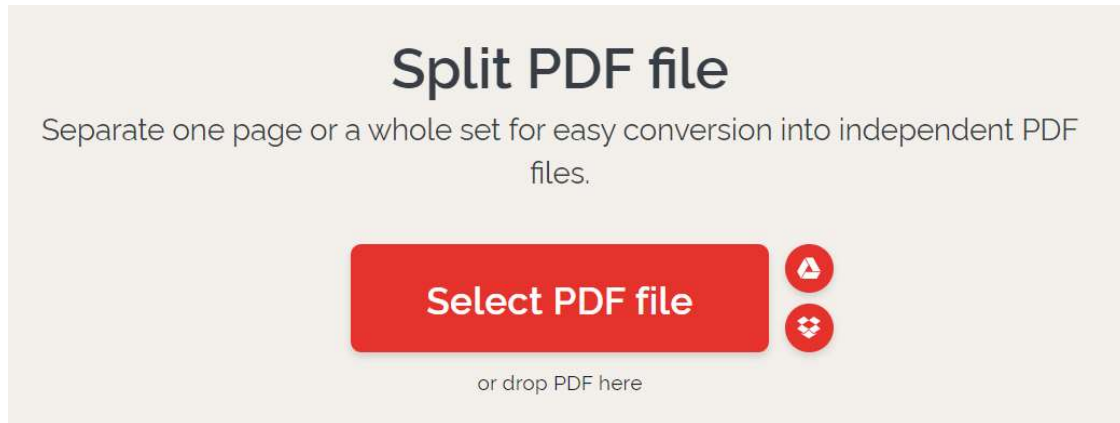 Split PDF file
Separate one page or a whole set for easy conversion into independent PDF
files.
Select PDF file
or drop PDF here